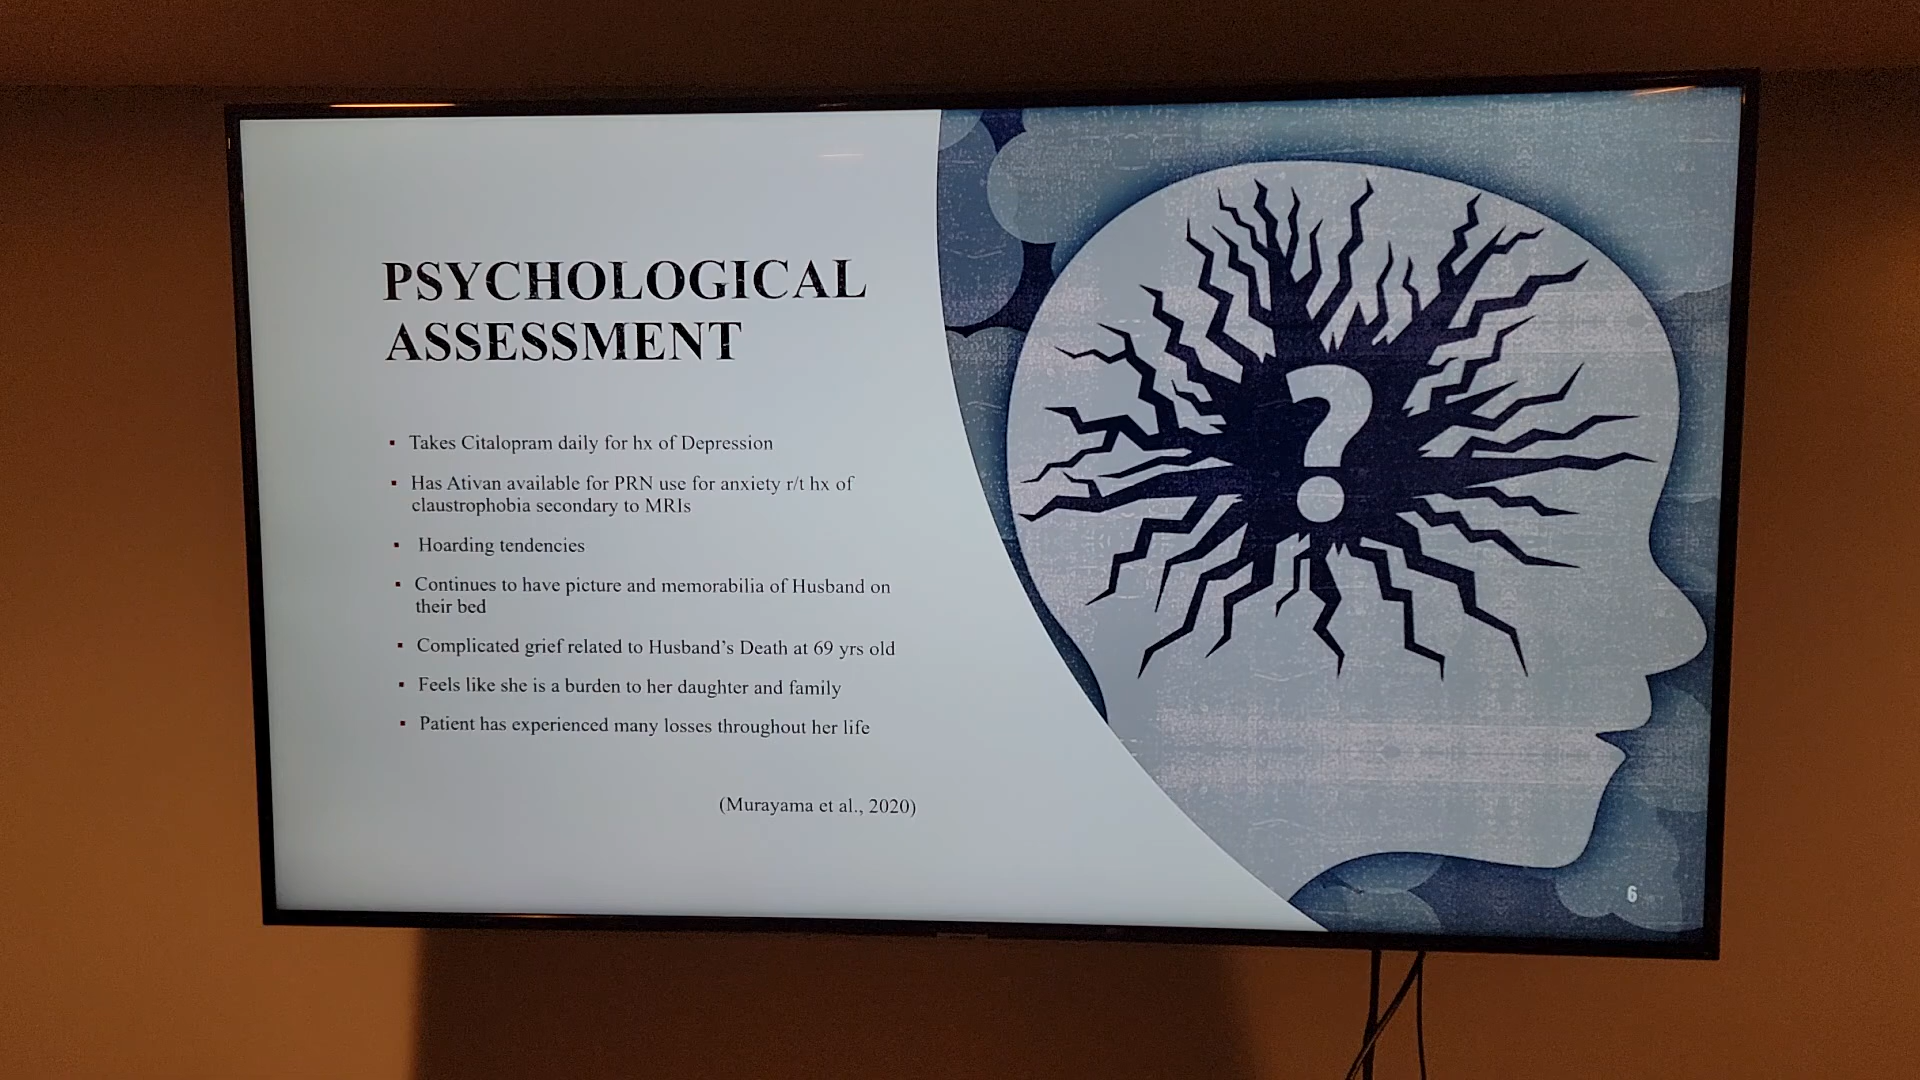 PSYCHOLOGICAL
ASSESSMENT
▪ Takes Citalopram daily for hx of Depression
▪ Has Ativan available for PRN use for anxiety r/t hx of
claustrophobia secondary to MRIs
▪ Hoarding tendencies
▪ Continues to have picture and memorabilia of Husband on
their bed
▪ Complicated grief related to Husband's Death at 69 yrs old
▪ Feels like she is a burden to her daughter and family
▪ Patient has experienced many losses throughout her life
(Murayama et al., 2020)
?
6